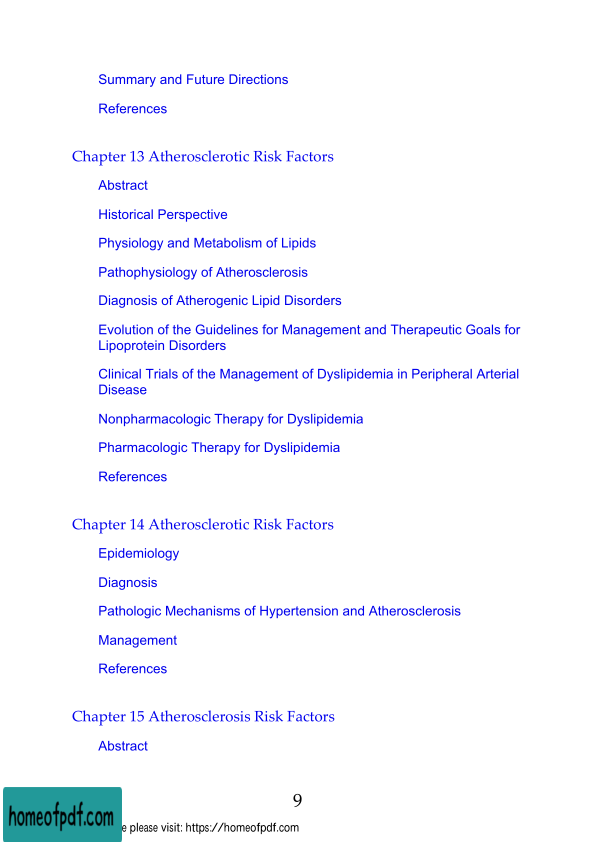 Summary and Future Directions
References
Chapter 13 Atherosclerotic Risk Factors
Abstract
Historical Perspective
Physiology and Metabolism of Lipids
Pathophysiology of Atherosclerosis
Diagnosis of Atherogenic Lipid Disorders
Evolution of the Guidelines for Management and Therapeutic Goals for
Lipoprotein Disorders
Clinical Trials of the Management of Dyslipidemia in Peripheral Arterial
Disease
Nonpharmacologic Therapy for Dyslipidemia
Pharmacologic Therapy for Dyslipidemia
References
Chapter 14 Atherosclerotic Risk Factors
Epidemiology
Diagnosis
Pathologic Mechanisms of Hypertension and Atherosclerosis
Management
References
Chapter 15 Atherosclerosis Risk Factors
Abstract
9
homeofpdf.com
please visit: https://homeofpdf.com